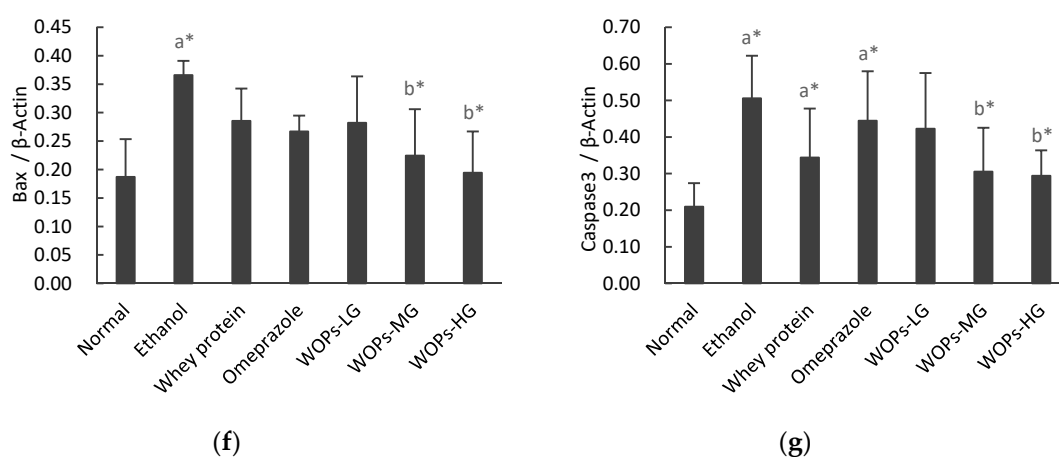 0.45
0.40
0.35
0.30
0.25
0.20
0.15
0.10
0.05
0.00
Bax / β-Actin
a*
b*
b*
Normal
Ethanol
Whey protein
Omeprazole
WOPs-LG
WOPs-MG
WOPs-HG
(f)
0.70
0.60
0.50
0.40
0.30
0.20
0.10
0.00
Caspase3 / β-Actin
a*
a*
a*
b*
b*
Normal
Ethanol
Whey protein
Omeprazole
WOPs-LG
WOPs-MG
WOPs-HG
(g)